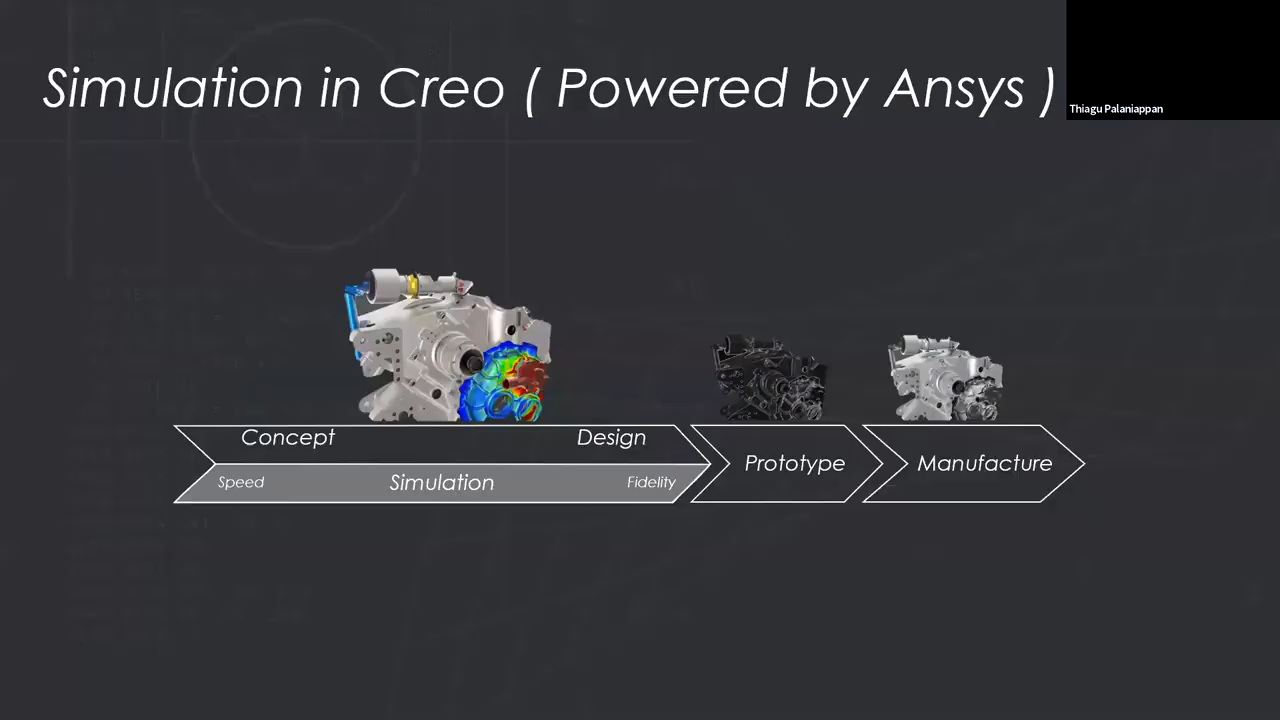 Simulation in Creo ( Powered by Ansys )
Thiagu Palaniappan
Concept
Design
Speed
Simulation
Fidelity
Prototype
Manufacture